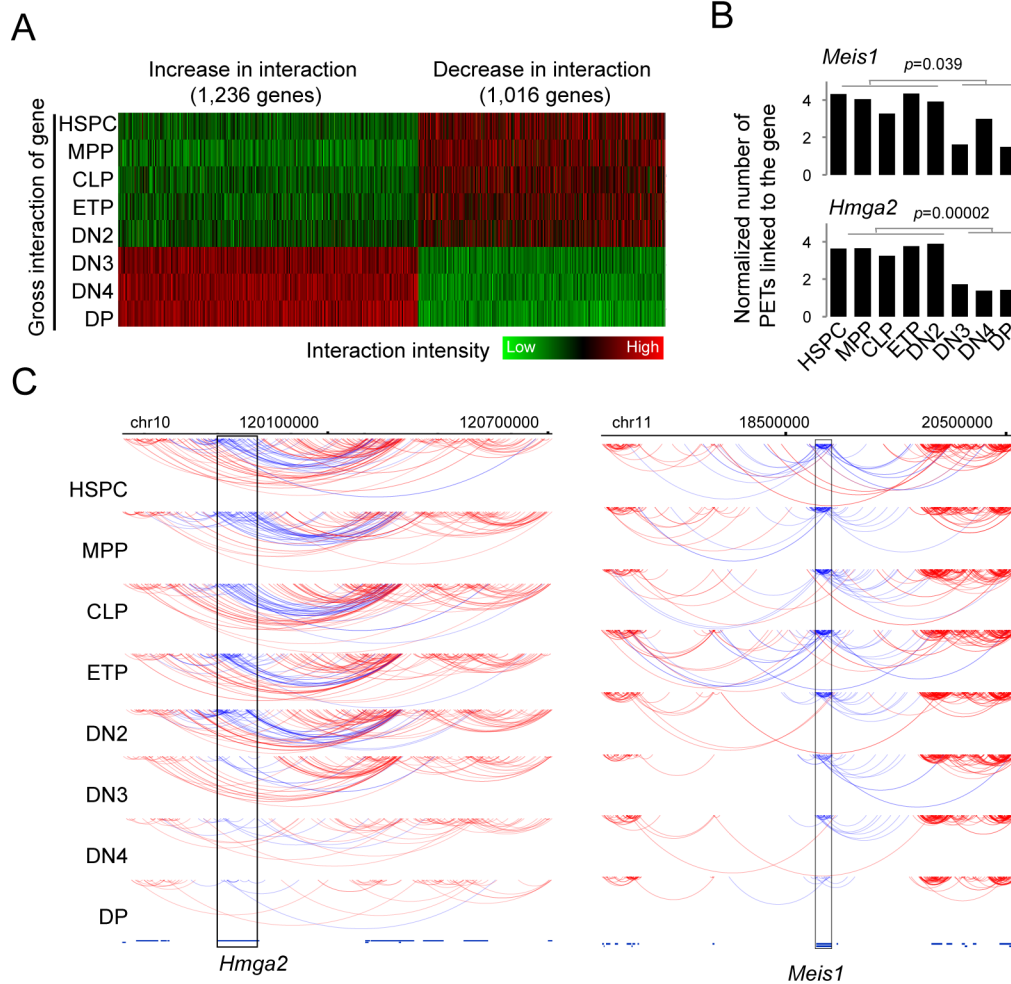 A
Increase in interaction
(1,236 genes)
Decrease in interaction
(1,016 genes)
Gross interaction of gene
HSPC
MPP
CLP
ETP
DN2
DN3
DN4
DP
Interaction intensity
Low
High
B
Meis1
p=0.039
4
2
0
Hmga2
p=0.00002
4
2
0
Normalized number of
PETs linked to the gene
HSPC
MPP
CLP
ETP
DN2
DN3
DN4
DP
C
chr10
120100000
120700000
chr11
18500000
20500000
HSPC
MPP
CLP
ETP
DN2
DN3
DN4
DP
Hmga2
Meis1